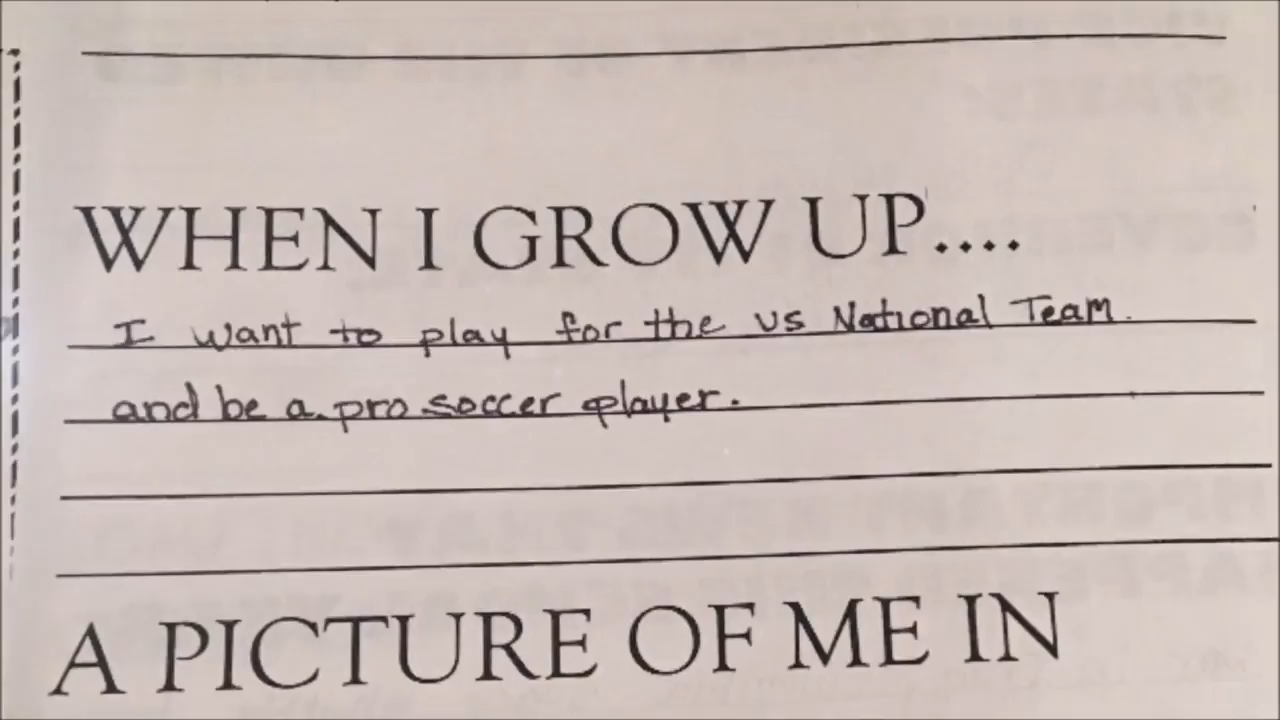 WHEN I GROW UP....
I want to play for the US National Team.
and be a pro soccer player.
A PICTURE OF ME IN